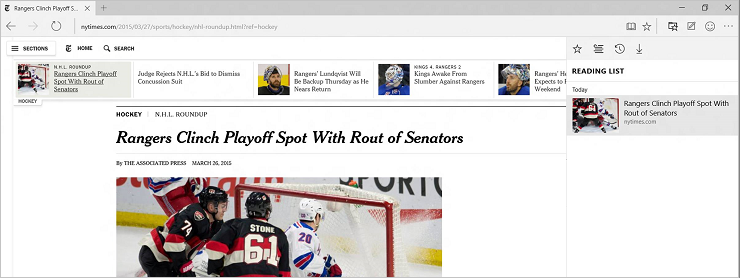 Rangers Clinch Playoff S
nytimes.com/2015/03/27/sports/hockey/nhl-roundup.html?ref=hockey
SECTIONS
HOME
SEARCH
N.H.L. ROUNDUP
Rangers Clinch Playoff
Spot With Rout of
Senators
Judge Rejects N.H.L.'s Bid to Dismiss
Concussion Suit
Rangers' Lundqvist Will
Be Backup Thursday as He
Nears Return
KINGS 4, RANGERS 2
Kings Awake From
Slumber Against Rangers
Rangers' He
Expects to
Weekend
HOCKEY
HOCKEY
N.H.L. ROUNDUP
Rangers Clinch Playoff Spot With Rout of Senators
By THE ASSOCIATED PRESS MARCH 26, 2015
74
STONE
61
20
READING LIST
Today
Rangers Clinch Playoff Spot With
Rout of Senators
nytimes.com